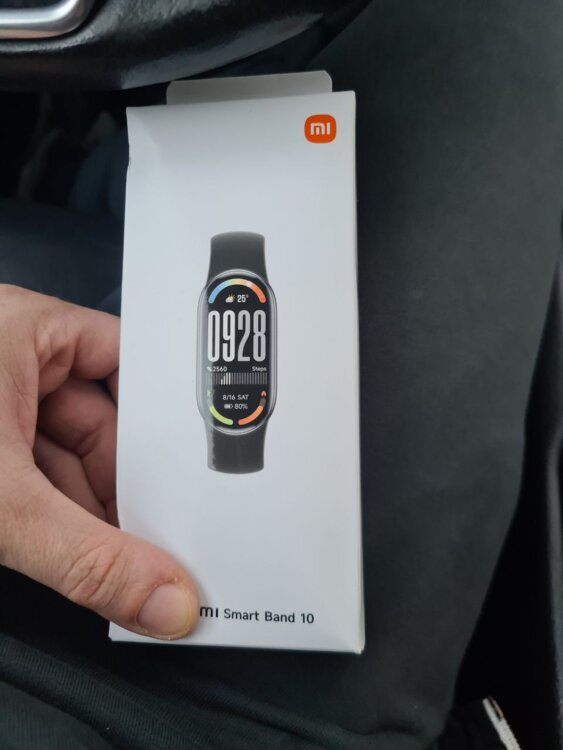 mi
25°
0928
2560 Steps
8/16 SAT
80%
mi Smart Band 10